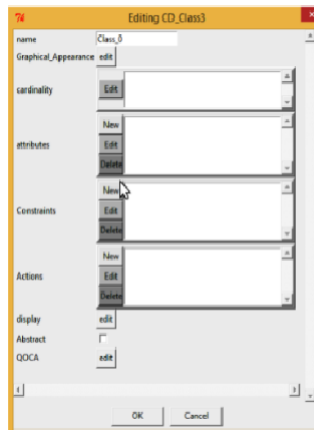 Editing CD_Class3
name
Graphical_Appearance edit
cardinality Edit
New
attributes Edit
Delete
New
Constraints Edit
Delete
New
Actions Edit
Delete
display edit
Abstract
QOCA edit
OK Cancel